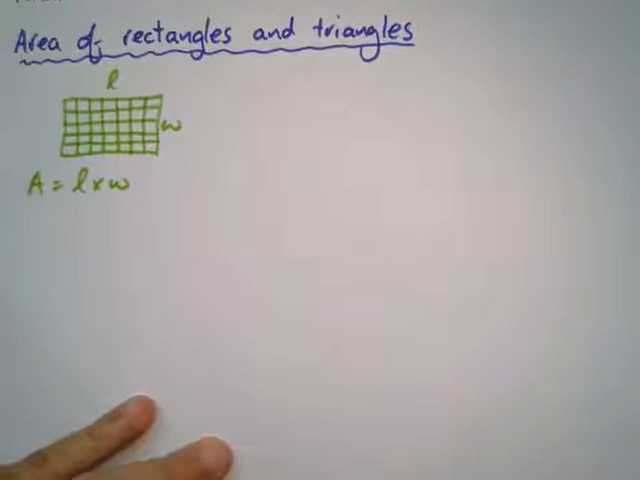 Area of rectangles and triangles
l
w
A = l x w